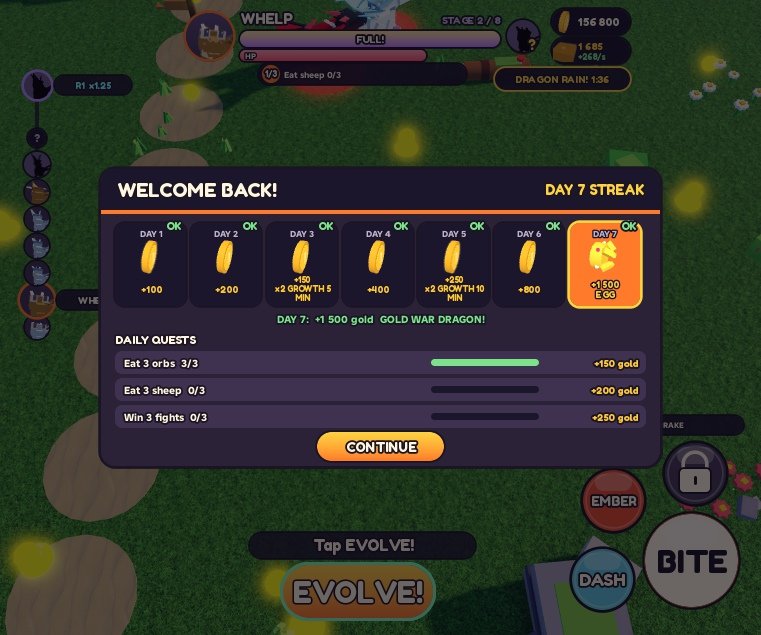 WHELP
STAGE 2 / 8
FULL!
HP
1/3 Eat sheep 0/3
?
156 800
1 685
+268/s
DRAGON RAIN! 1:36
R1 x1.25
?
WELCOME BACK!
DAY 7 STREAK
DAY 1 OK
+100
DAY 2 OK
+200
DAY 3 OK
+150
x2 GROWTH 5
MIN
DAY 4 OK
+400
DAY 5 OK
+250
x2 GROWTH 10
MIN
DAY 6 OK
+800
DAY 7 OK
+1 500
EGG
WHE
DAY 7: +1 500 gold GOLD WAR DRAGON!
DAILY QUESTS
Eat 3 orbs 3/3
+150 gold
Eat 3 sheep 0/3
+200 gold
Win 3 fights 0/3
+250 gold
CONTINUE
RAKE
EMBER
BITE
DASH
Tap EVOLVE!
EVOLVE!